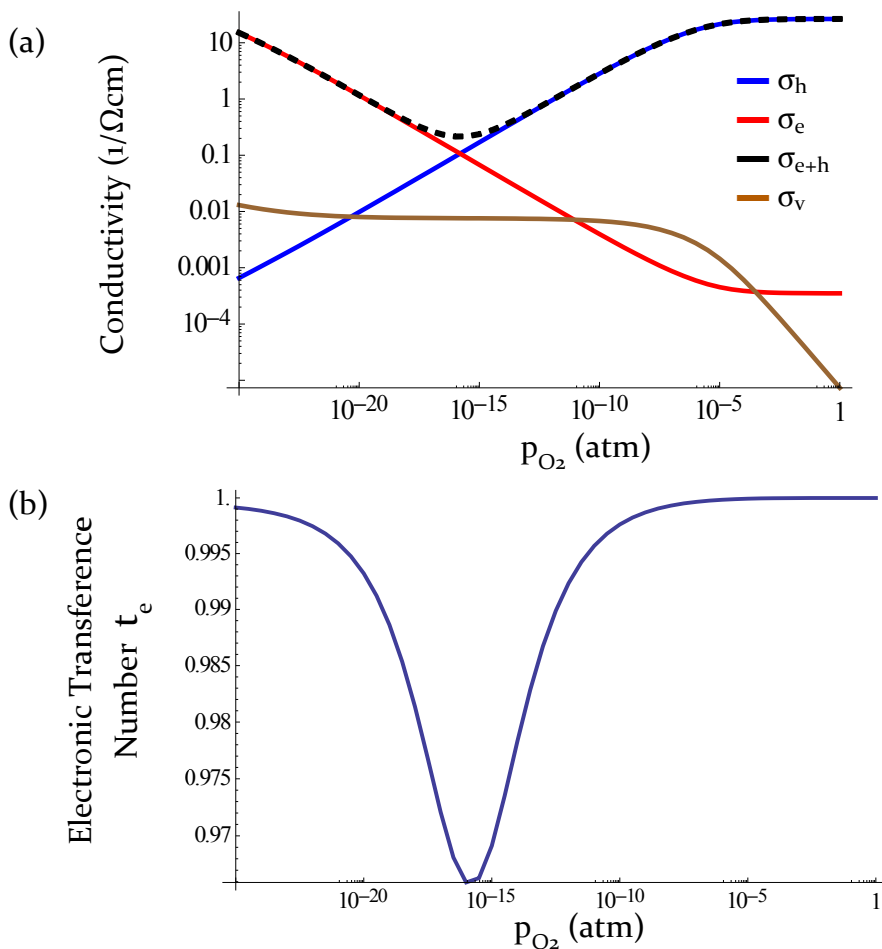 (a)
Conductivity (1/Ωcm)
10
1
0.1
0.01
0.001
10⁻⁴
σh
σe
σe+h
σv
10⁻²⁰ 10⁻¹⁵ 10⁻¹⁰ 10⁻⁵ 1
pO₂ (atm)
(b)
Electronic Transference
Number te
1.
0.995
0.99
0.985
0.98
0.975
0.97
10⁻²⁰ 10⁻¹⁵ 10⁻¹⁰ 10⁻⁵ 1
pO₂ (atm)